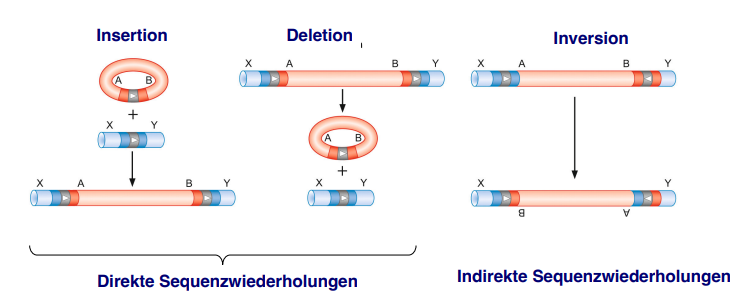 Insertion
Deletion
Inversion
A B
+
X Y
X A B Y
X A B Y
A B
+
X Y
X A B Y
X Y
B A
Direkte Sequenzwiederholungen
Indirekte Sequenzwiederholungen